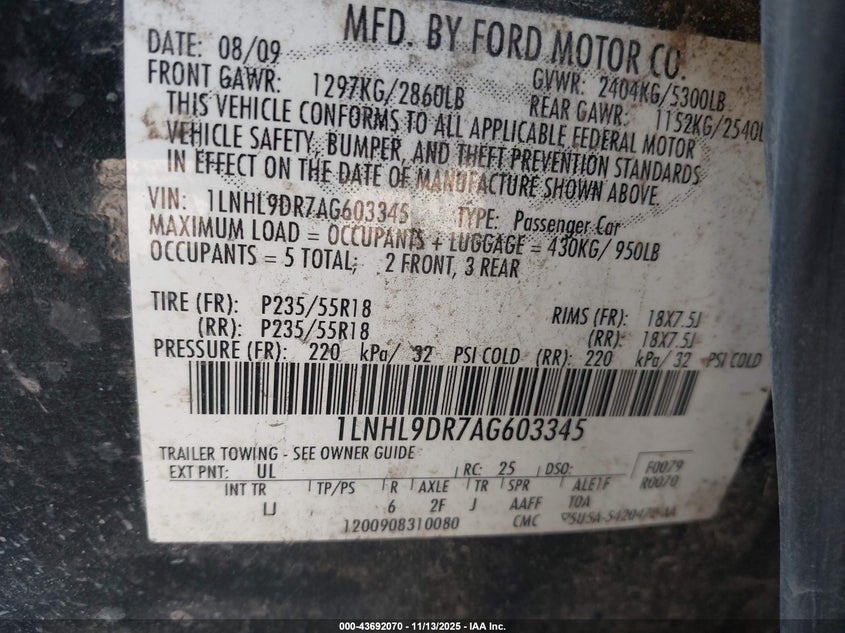 MFD. BY FORD MOTOR CO.
DATE: 08/09 GVWR: 2404KG/5300LB
FRONT GAWR: 1297KG/2860LB REAR GAWR: 1152KG/2540L
THIS VEHICLE CONFORMS TO ALL APPLICABLE FEDERAL MOTOR
VEHICLE SAFETY, BUMPER, AND THEFT PREVENTION STANDARDS
IN EFFECT ON THE DATE OF MANUFACTURE SHOWN ABOVE.
VIN: 1LNHL9DR7AG603345 TYPE: Passenger Car
MAXIMUM LOAD = OCCUPANTS + LUGGAGE = 430KG/ 950LB
OCCUPANTS = 5 TOTAL; 2 FRONT, 3 REAR
TIRE (FR): P235/55R18 RIMS (FR): 18X7.5J
(RR): P235/55R18 (RR): 18X7.5J
PRESSURE (FR): 220 kPa/ 32 PSI COLD (RR): 220 kPa/ 32 PSI COLD
1LNHL9DR7AG603345
TRAILER TOWING - SEE OWNER GUIDE
EXT PNT: UL RC: 25 DSO: F0079
R0070
INT TR TP/PS R AXLE TR SPR ALE1F
LJ 6 2F J AAFF TOA
1200908310080 CMC
000-43692070 - 11/13/2025 - IAA Inc.